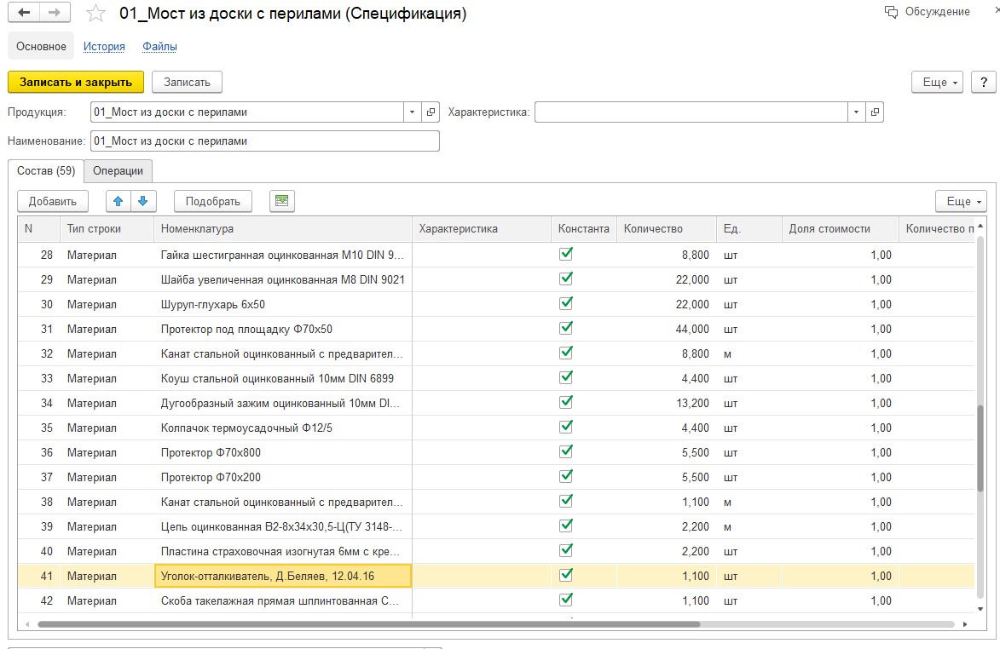 01_Мост из доски с перилами (Спецификация) Обсуждение
Основное История Файлы
Записать и закрыть Записать Еще ?
Продукция: 01_Мост из доски с перилами Характеристика:
Наименование: 01_Мост из доски с перилами
Состав (59) Операции
Добавить Подобрать Еще
N Тип строки Номенклатура Характеристика Константа Количество Ед. Доля стоимости Количество п
28 Материал Гайка шестигранная оцинкованная М10 DIN 9... 8,800 шт 1,00
29 Материал Шайба увеличенная оцинкованная М8 DIN 9021 22,000 шт 1,00
30 Материал Шуруп-глухарь 6х50 22,000 шт 1,00
31 Материал Протектор под площадку Ф70х50 44,000 шт 1,00
32 Материал Канат стальной оцинкованный с предварител... 8,800 м 1,00
33 Материал Коуш стальной оцинкованный 10мм DIN 6899 4,400 шт 1,00
34 Материал Дугообразный зажим оцинкованный 10мм DI... 13,200 шт 1,00
35 Материал Колпачок термоусадочный Ф12/5 4,400 шт 1,00
36 Материал Протектор Ф70х800 5,500 шт 1,00
37 Материал Протектор Ф70х200 5,500 шт 1,00
38 Материал Канат стальной оцинкованный с предварител... 1,100 м 1,00
39 Материал Цепь оцинкованная В2-8х34х30,5-Ц(ТУ 3148-... 2,200 м 1,00
40 Материал Пластина страховочная изогнутая 6мм с кре... 2,200 шт 1,00
41 Материал Уголок-отталкиватель, Д.Беляев, 12.04.16 1,100 шт 1,00
42 Материал Скоба такелажная прямая шплинтованная С... 1,100 шт 1,00